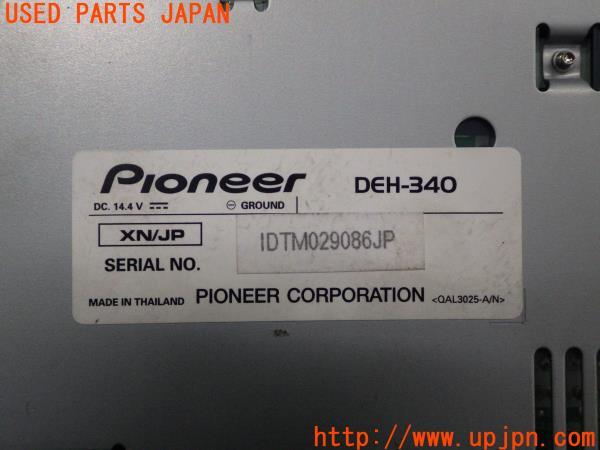 USED PARTS JAPAN
Pioneer DEH-340
DC. 14.4 V ⎓ ⊖ GROUND
XN/JP
SERIAL NO. IDTM029086JP
MADE IN THAILAND PIONEER CORPORATION <QAL3025-A/N>
http://www.upjpn.com/